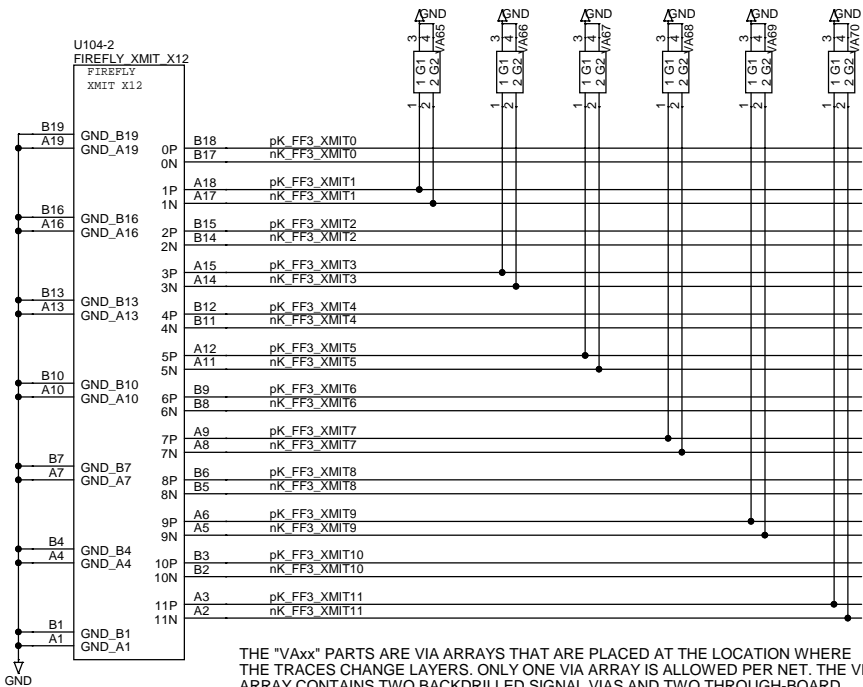 GND GND GND GND GND GND
3 4 VA65 3 4 VA66 3 4 VA67 3 4 VA68 3 4 VA69 3 4 VA70
1 G1 2 G2 1 G1 2 G2 1 G1 2 G2 1 G1 2 G2 1 G1 2 G2 1 G1 2 G2
1 2 1 2 1 2 1 2 1 2 1 2
U104-2
FIREFLY_XMIT_X12
FIREFLY
XMIT X12
B19 GND_B19
A19 GND_A19 0P B18 pK_FF3_XMIT0
0N B17 nK_FF3_XMIT0
1P A18 pK_FF3_XMIT1
1N A17 nK_FF3_XMIT1
B16 GND_B16
A16 GND_A16 2P B15 pK_FF3_XMIT2
2N B14 nK_FF3_XMIT2
3P A15 pK_FF3_XMIT3
3N A14 nK_FF3_XMIT3
B13 GND_B13
A13 GND_A13 4P B12 pK_FF3_XMIT4
4N B11 nK_FF3_XMIT4
5P A12 pK_FF3_XMIT5
5N A11 nK_FF3_XMIT5
B10 GND_B10
A10 GND_A10 6P B9 pK_FF3_XMIT6
6N B8 nK_FF3_XMIT6
7P A9 pK_FF3_XMIT7
7N A8 nK_FF3_XMIT7
B7 GND_B7
A7 GND_A7 8P B6 pK_FF3_XMIT8
8N B5 nK_FF3_XMIT8
9P A6 pK_FF3_XMIT9
9N A5 nK_FF3_XMIT9
B4 GND_B4
A4 GND_A4 10P B3 pK_FF3_XMIT10
10N B2 nK_FF3_XMIT10
11P A3 pK_FF3_XMIT11
11N A2 nK_FF3_XMIT11
B1 GND_B1
A1 GND_A1
GND
THE "VAxx" PARTS ARE VIA ARRAYS THAT ARE PLACED AT THE LOCATION WHERE
THE TRACES CHANGE LAYERS. ONLY ONE VIA ARRAY IS ALLOWED PER NET. THE
ARRAY CONTAINS TWO BACKDRILLED SIGNAL VIAS AND TWO THROUGH-BOARD